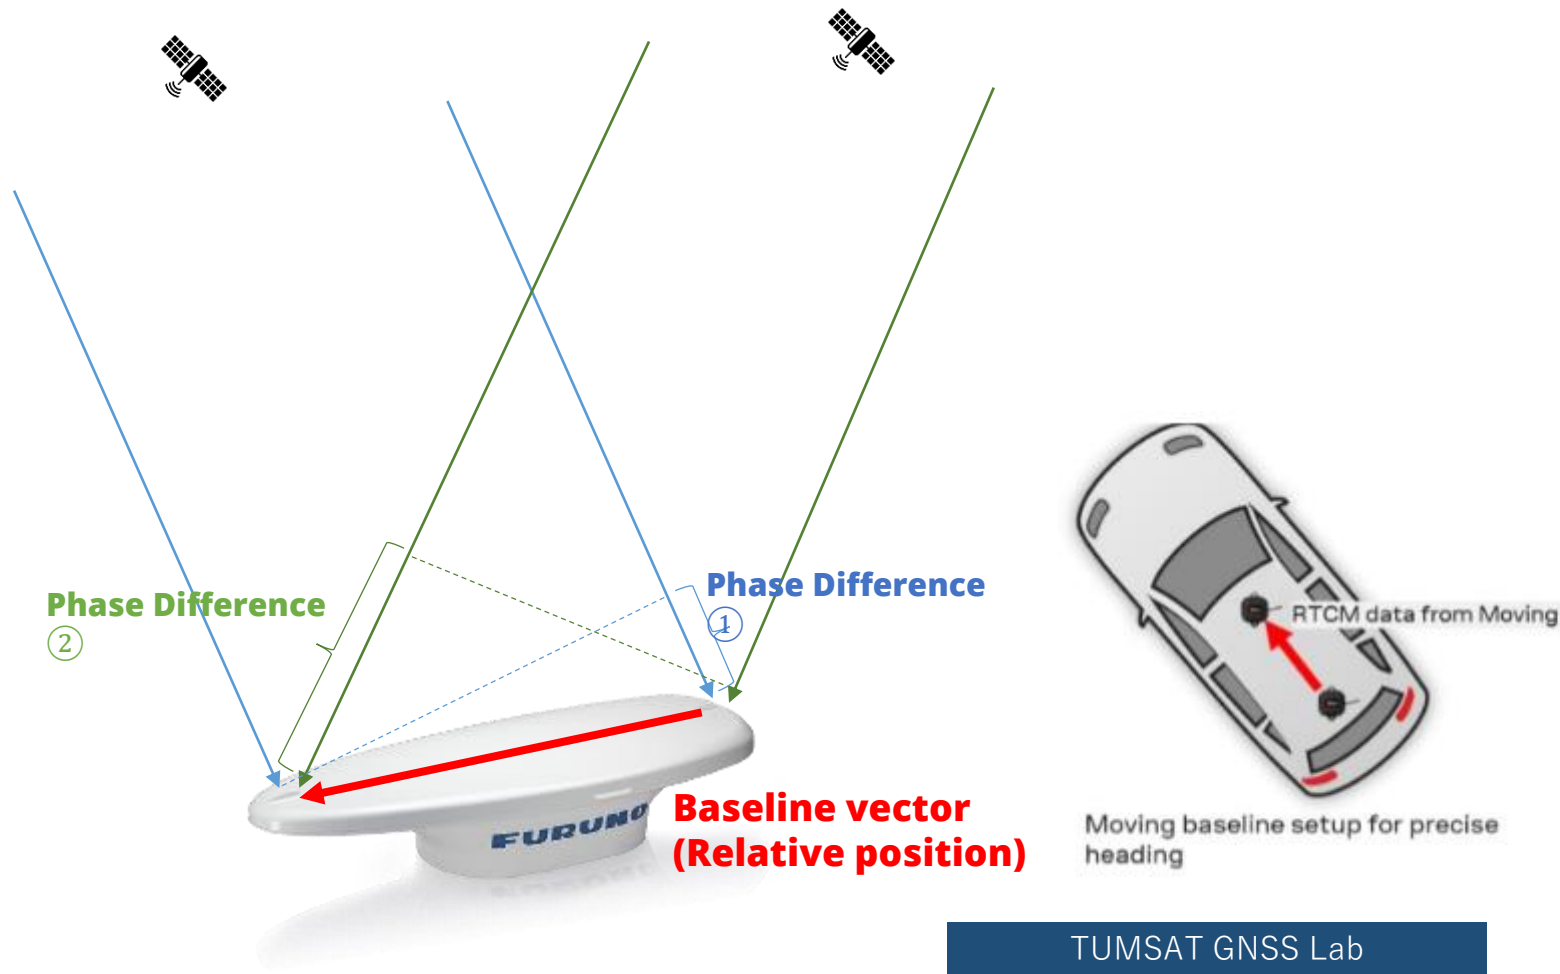 Phase Difference
②
Phase Difference
①
RTCM data from Moving
FURUNO
Baseline vector
(Relative position)
Moving baseline setup for precise
heading
TUMSAT GNSS Lab